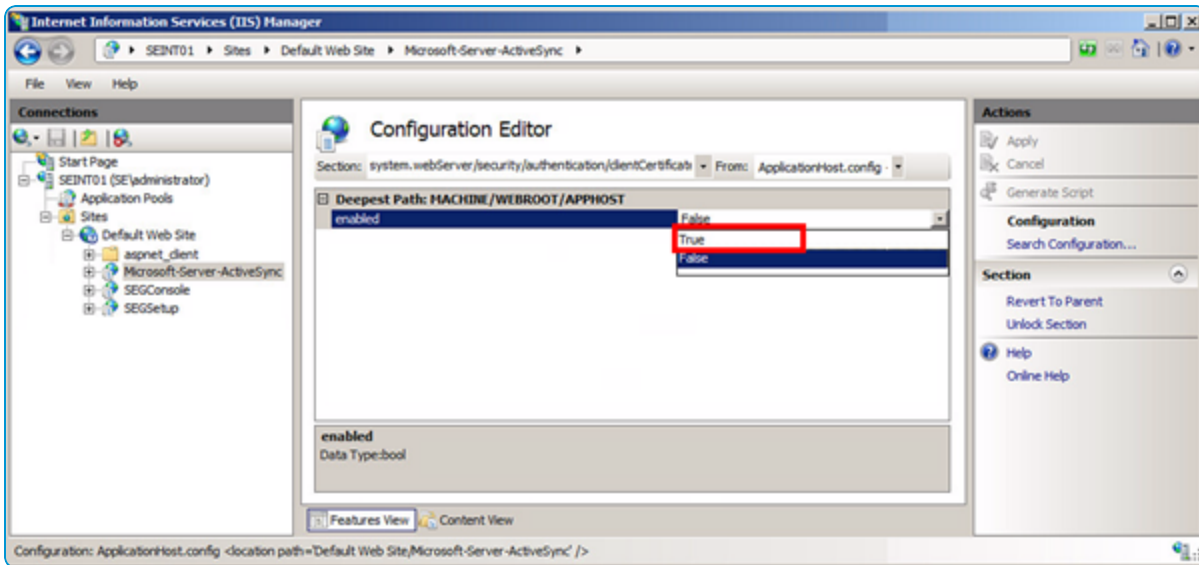 Internet Information Services (IIS) Manager
SEINT01 ▸ Sites ▸ Default Web Site ▸ Microsoft-Server-ActiveSync ▸
File View Help
Connections
Start Page
SEINT01 (SE\administrator)
Application Pools
Sites
Default Web Site
aspnet_client
Microsoft-Server-ActiveSync
SEGConsole
SEGSetup
Configuration Editor
Section: system.webServer/security/authentication/clientCertificate From: ApplicationHost.config
Deepest Path: MACHINE/WEBROOT/APPHOST
enabled False
True
False
enabled
Data Type:bool
Features View Content View
Actions
Apply
Cancel
Generate Script
Configuration
Search Configuration...
Section
Revert To Parent
Unlock Section
Help
Online Help
Configuration: ApplicationHost.config <location path='Default Web Site/Microsoft-Server-ActiveSync' />